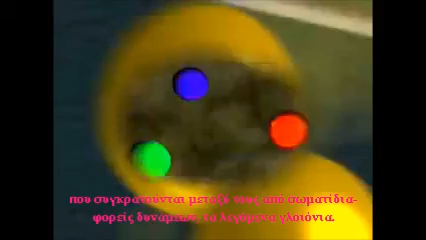 που συγκρατούνται μεταξύ τους από σωματίδια-
φορείς δυνάμεων, τα λεγόμενα γλοιόνια.